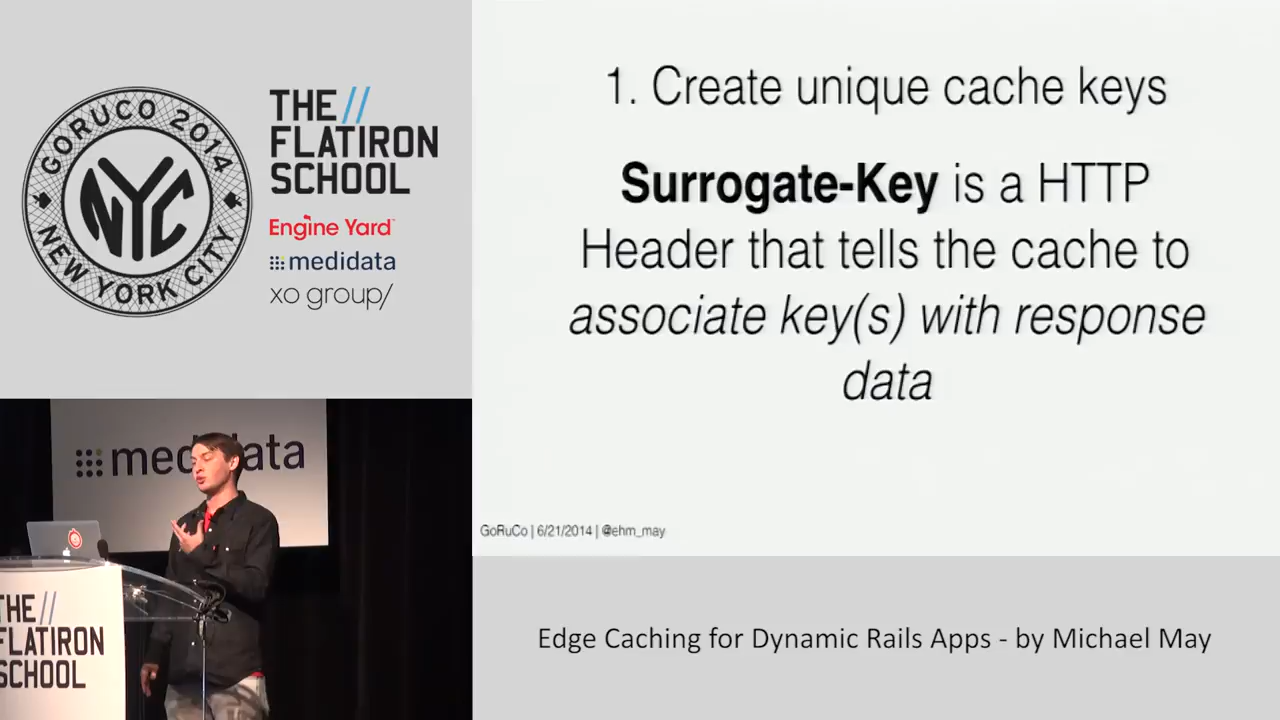 GORUCO 2014
NYC
NEW YORK CITY
THE //
FLATIRON
SCHOOL
Engine Yard
medidata
xo group/
1. Create unique cache keys
Surrogate-Key is a HTTP
Header that tells the cache to
associate key(s) with response
data
GoRuCo | 6/21/2014 | @ehm_may
medidata
THE //
FLATIRON
SCHOOL
Edge Caching for Dynamic Rails Apps - by Michael May